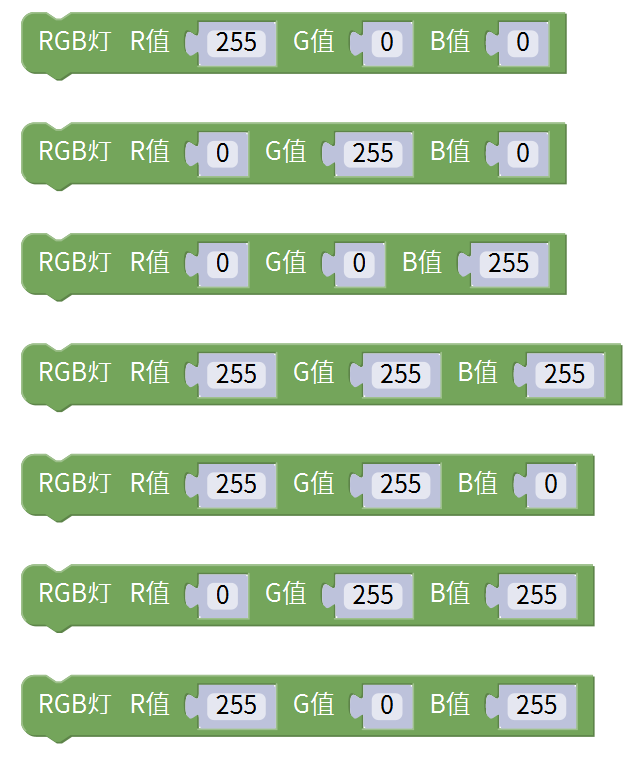 RGB灯 R值 255 G值 0 B值 0
RGB灯 R值 0 G值 255 B值 0
RGB灯 R值 0 G值 0 B值 255
RGB灯 R值 255 G值 255 B值 255
RGB灯 R值 255 G值 255 B值 0
RGB灯 R值 0 G值 255 B值 255
RGB灯 R值 255 G值 0 B值 255